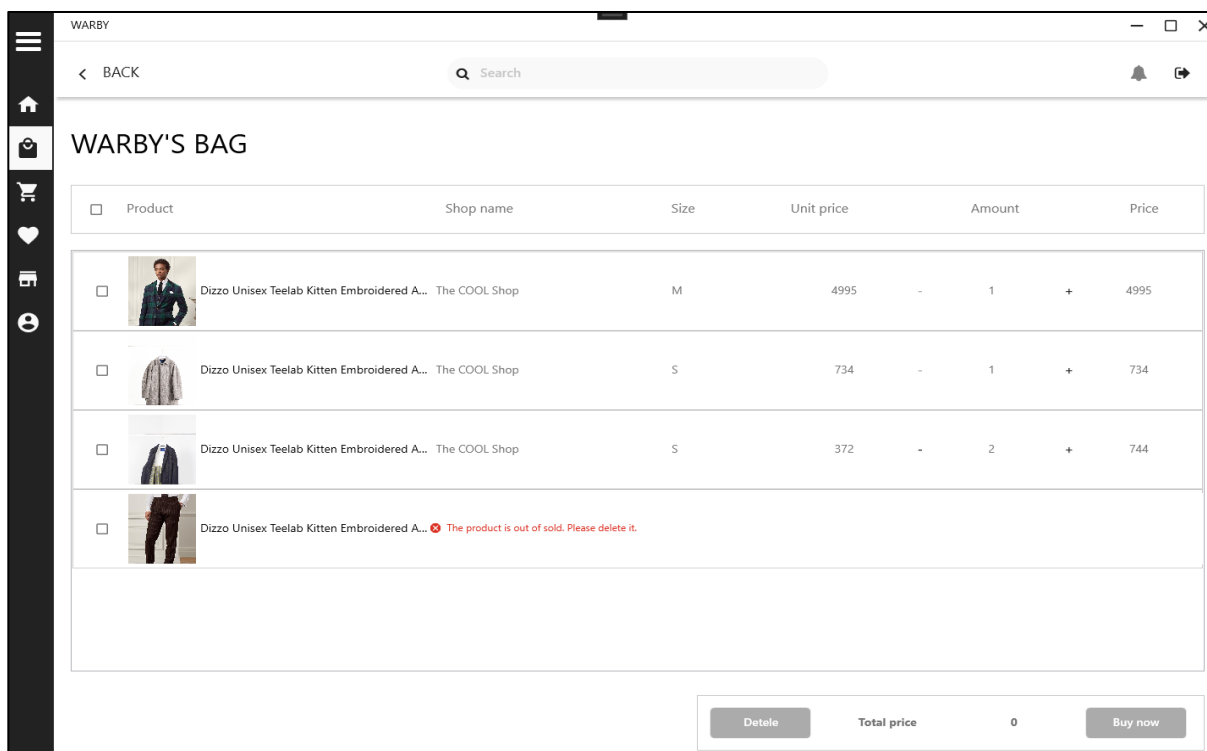 WARBY
BACK
Search
WARBY'S BAG
Product Shop name Size Unit price Amount Price
Dizzo Unisex Teelab Kitten Embroidered A... The COOL Shop M 4995 - 1 + 4995
Dizzo Unisex Teelab Kitten Embroidered A... The COOL Shop S 734 - 1 + 734
Dizzo Unisex Teelab Kitten Embroidered A... The COOL Shop S 372 - 2 + 744
Dizzo Unisex Teelab Kitten Embroidered A... The product is out of sold. Please delete it.
Detele Total price 0 Buy now